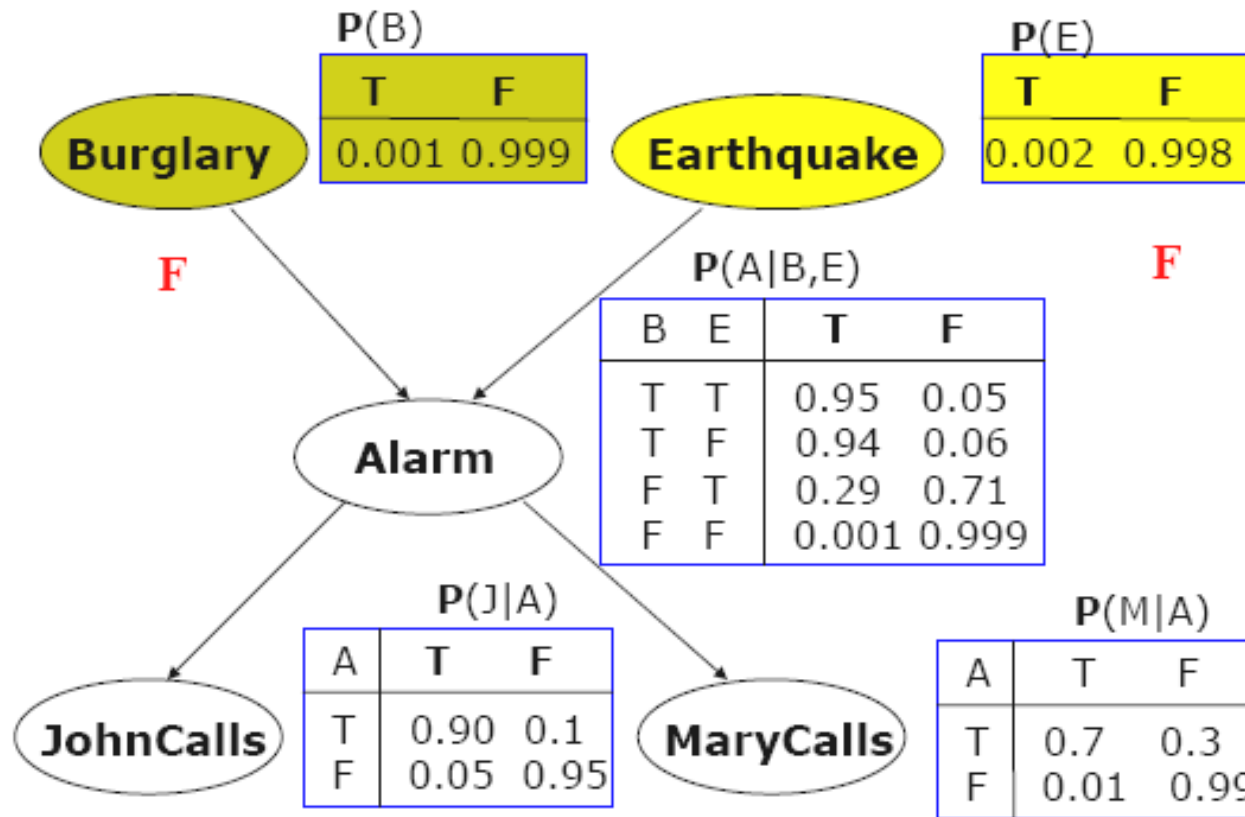 P(B)
T F
0.001 0.999
Burglary
P(E)
T F
0.002 0.998
Earthquake
F
F
P(A|B,E)
B E T F
T T 0.95 0.05
T F 0.94 0.06
F T 0.29 0.71
F F 0.001 0.999
Alarm
P(J|A)
A T F
T 0.90 0.1
F 0.05 0.95
JohnCalls
P(M|A)
A T F
T 0.7 0.3
F 0.01 0.99
MaryCalls